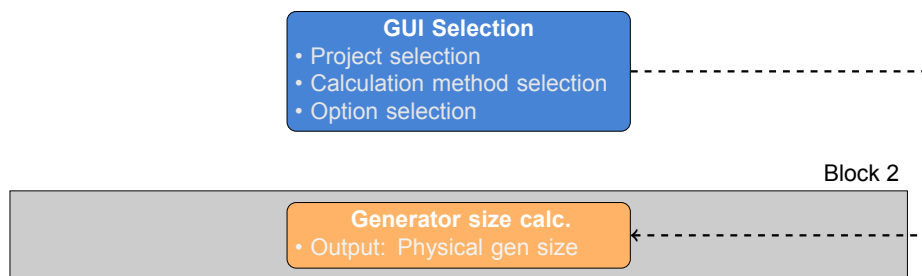 GUI Selection
• Project selection
• Calculation method selection
• Option selection
Block 2
Generator size calc.
• Output: Physical gen size